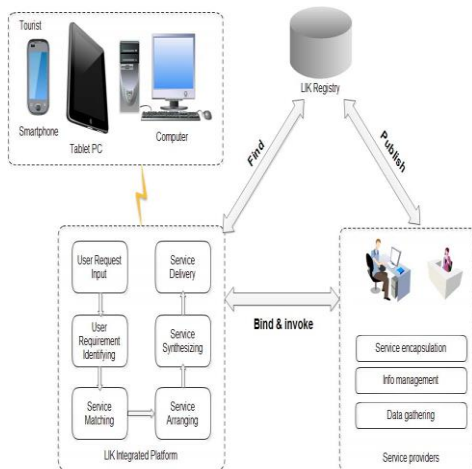 Tourist
Smartphone
Tablet PC
Computer
LIK Registry
Find
Publish
User Request
Input
User
Requirement
Identifying
Service
Matching
Service
Arranging
Service
Synthesizing
Service
Delivery
LIK Integrated Platform
Bind & invoke
Service encapsulation
Info management
Data gathering
Service providers